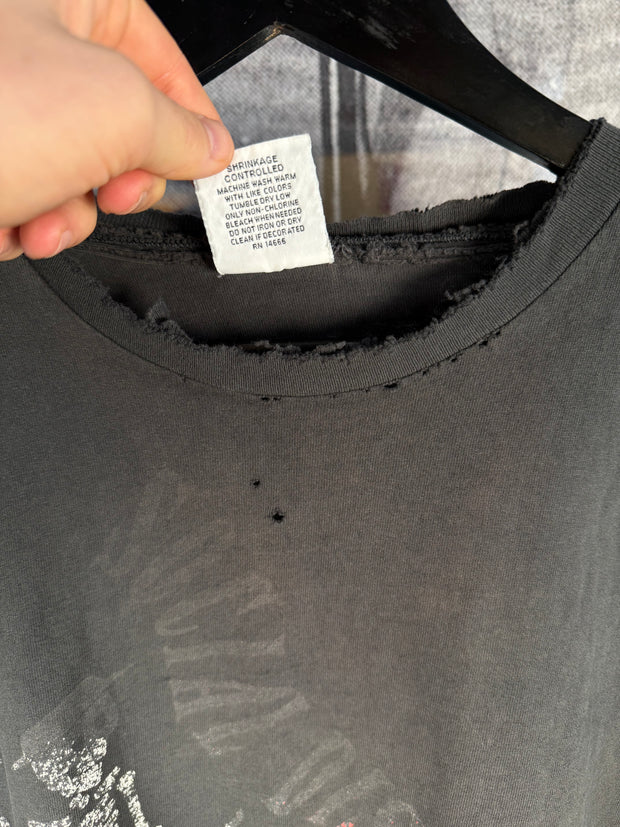 SHRINKAGE
CONTROLLED
MACHINE WASH WARM
WITH LIKE COLORS
TUMBLE DRY LOW
ONLY NON-CHLORINE
BLEACH WHEN NEEDED
DO NOT IRON OR DRY
CLEAN IF DECORATED
RN 14666